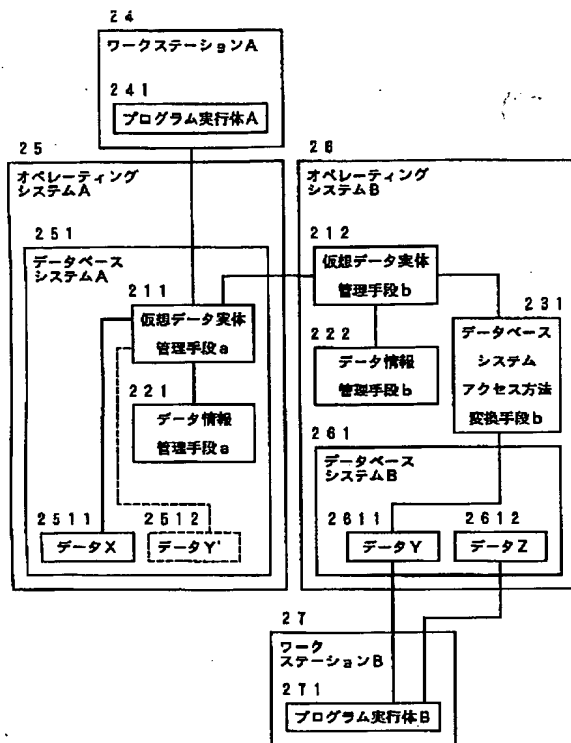 24
ワークステーションA
241
プログラム実行体A
25
オペレーティング
システムA
251
データベース
システムA
211
仮想データ実体
管理手段a
221
データ情報
管理手段a
2511
データX
2512
データY'
26
オペレーティング
システムB
212
仮想データ実体
管理手段b
222
データ情報
管理手段b
231
データベース
システム
アクセス方法
変換手段b
261
データベース
システムB
2611
データY
2612
データZ
27
ワーク
ステーションB
271
プログラム実行体B